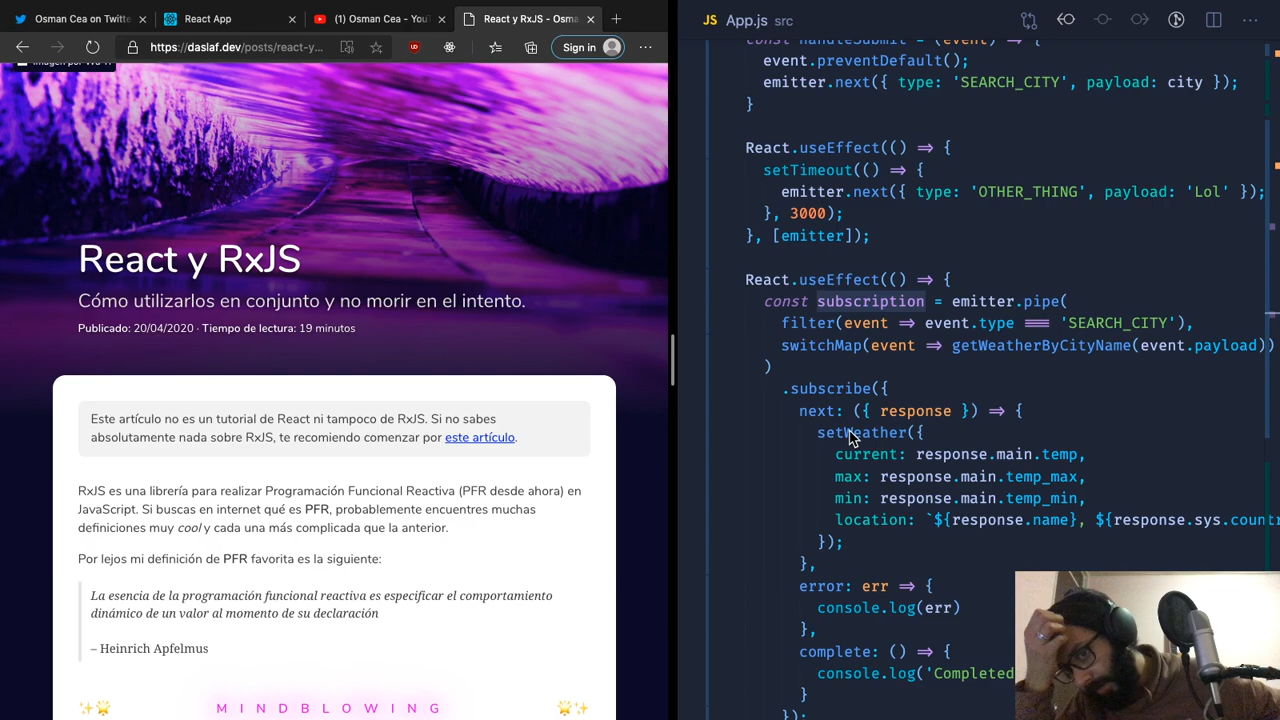 Osman Cea on Twitte
React App
(1) Osman Cea - You
React y RxJS - Osma
https://daslaf.dev/posts/react-y...
Sign in
React y RxJS
Cómo utilizarlos en conjunto y no morir en el intento.
Publicado: 20/04/2020 · Tiempo de lectura: 19 minutos
Este artículo no es un tutorial de React ni tampoco de RxJS. Si no sabes
absolutamente nada sobre RxJS, te recomiendo comenzar por este artículo.
RxJS es una librería para realizar Programación Funcional Reactiva (PFR desde ahora) en
JavaScript. Si buscas en internet qué es PFR, probablemente encuentres muchas
definiciones muy cool y cada una más complicada que la anterior.
Por lejos mi definición de PFR favorita es la siguiente:
La esencia de la programación funcional reactiva es especificar el comportamiento
dinámico de un valor al momento de su declaración
– Heinrich Apfelmus
✨🌟 MINDBLOWING 🌟✨
JS App.js src
const handleSubmit = (event) => {
event.preventDefault();
emitter.next({ type: 'SEARCH_CITY', payload: city });
}
React.useEffect(() => {
setTimeout(() => {
emitter.next({ type: 'OTHER_THING', payload: 'Lol' });
}, 3000);
}, [emitter]);
React.useEffect(() => {
const subscription = emitter.pipe(
filter(event => event.type === 'SEARCH_CITY'),
switchMap(event => getWeatherByCityName(event.payload))
)
.subscribe({
next: ({ response }) => {
setWeather({
current: response.main.temp,
max: response.main.temp_max,
min: response.main.temp_min,
location: `${response.name}, ${response.sys.countr
});
},
error: err => {
console.log(err)
},
complete: () => {
console.log('Completed
}
});